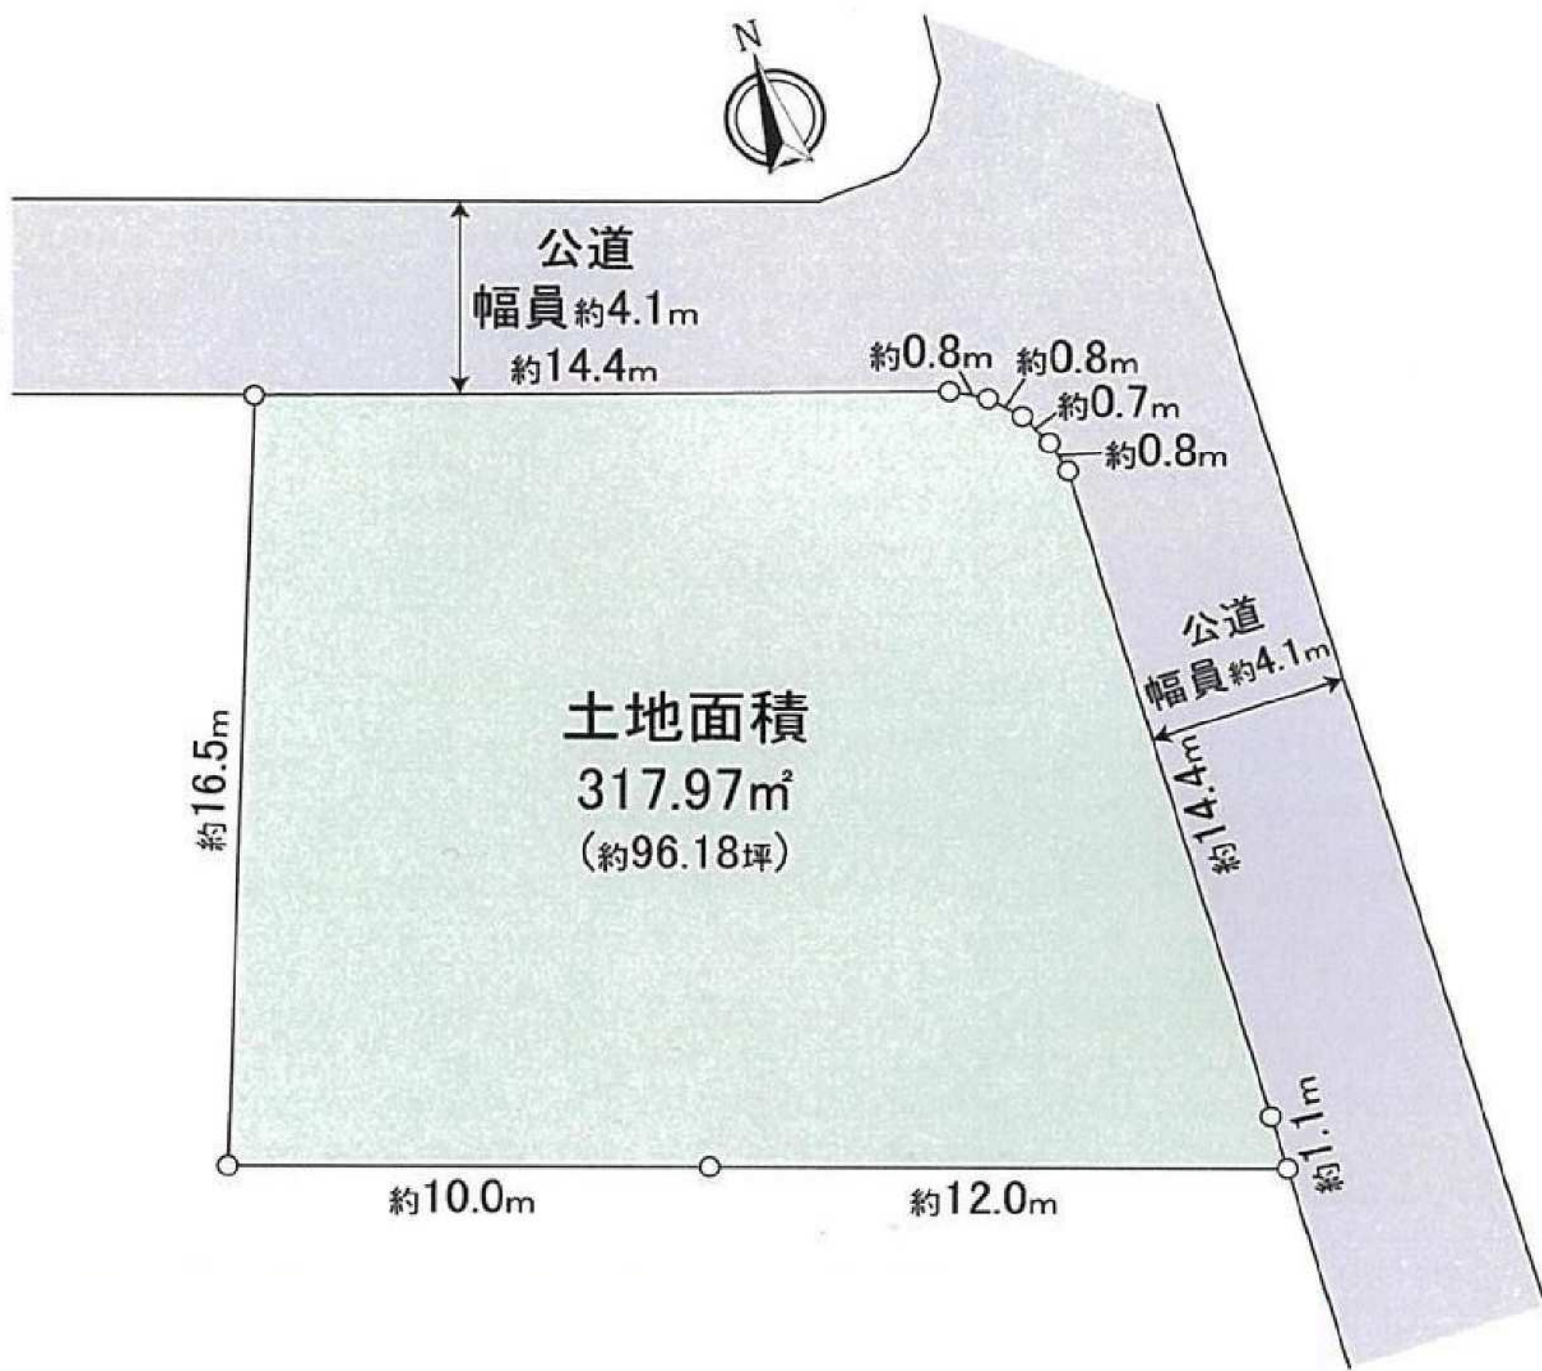 N
公道
幅員約4.1m
約14.4m
約0.8m
約0.8m
約0.7m
約0.8m
公道
幅員約4.1m
土地面積
317.97㎡
(約96.18坪)
約16.5m
約14.4m
約1.1m
約10.0m
約12.0m